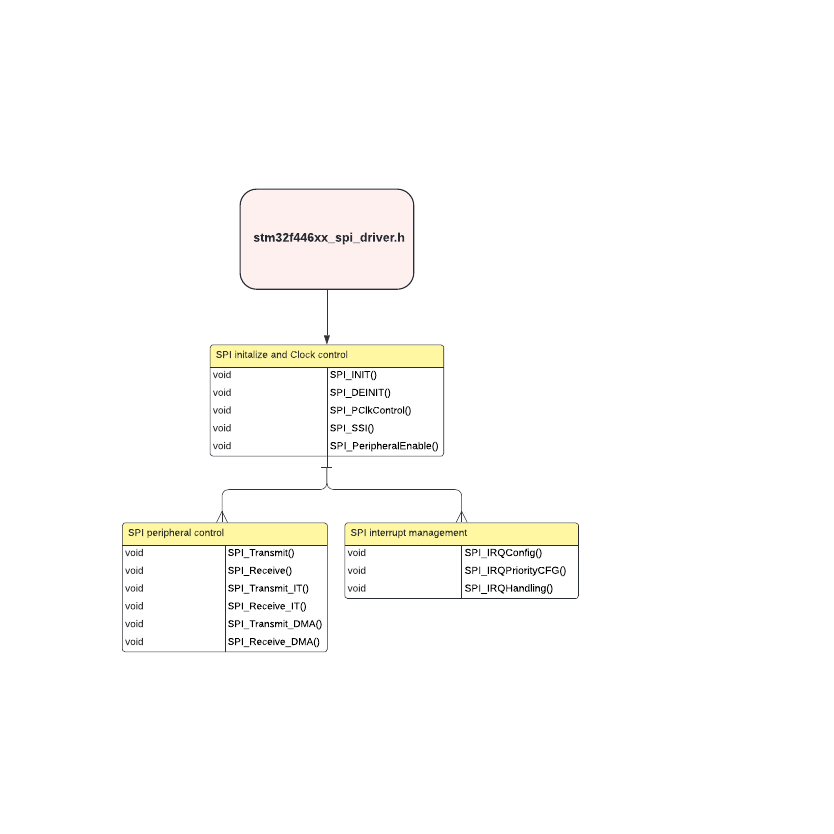 stm32f446xx_spi_driver.h
SPI initalize and Clock control
void SPI_INIT()
void SPI_DEINIT()
void SPI_PClkControl()
void SPI_SSI()
void SPI_PeripheralEnable()
SPI peripheral control
void SPI_Transmit()
void SPI_Receive()
void SPI_Transmit_IT()
void SPI_Receive_IT()
void SPI_Transmit_DMA()
void SPI_Receive_DMA()
SPI interrupt management
void SPI_IRQConfig()
void SPI_IRQPriorityCFG()
void SPI_IRQHandling()